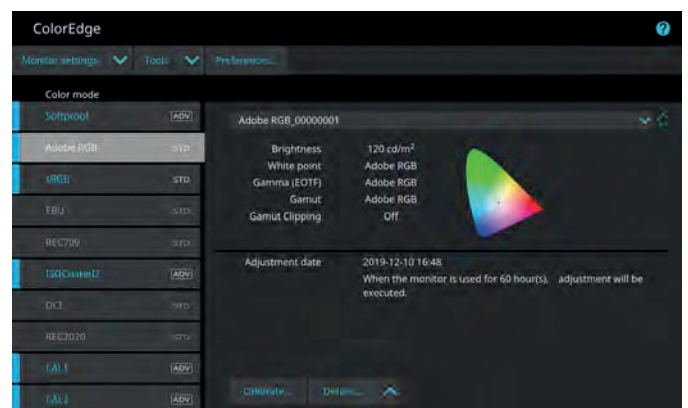 ColorEdge
?
Monitor settings Tools Preferences...
Color mode
Softproof ADV
Adobe RGB STD
sRGB STD
EBU STD
REC709 STD
ADV
DCI STD
REC2020 STD
CAL1 ADV
CAL2 ADV
Adobe RGB_00000001
Brightness 120 cd/m²
White point Adobe RGB
Gamma (EOTF) Adobe RGB
Gamut Adobe RGB
Gamut Clipping Off
Adjustment date 2019-12-10 16:48
When the monitor is used for 60 hour(s), adjustment will be
executed.
Calibrate... Details...